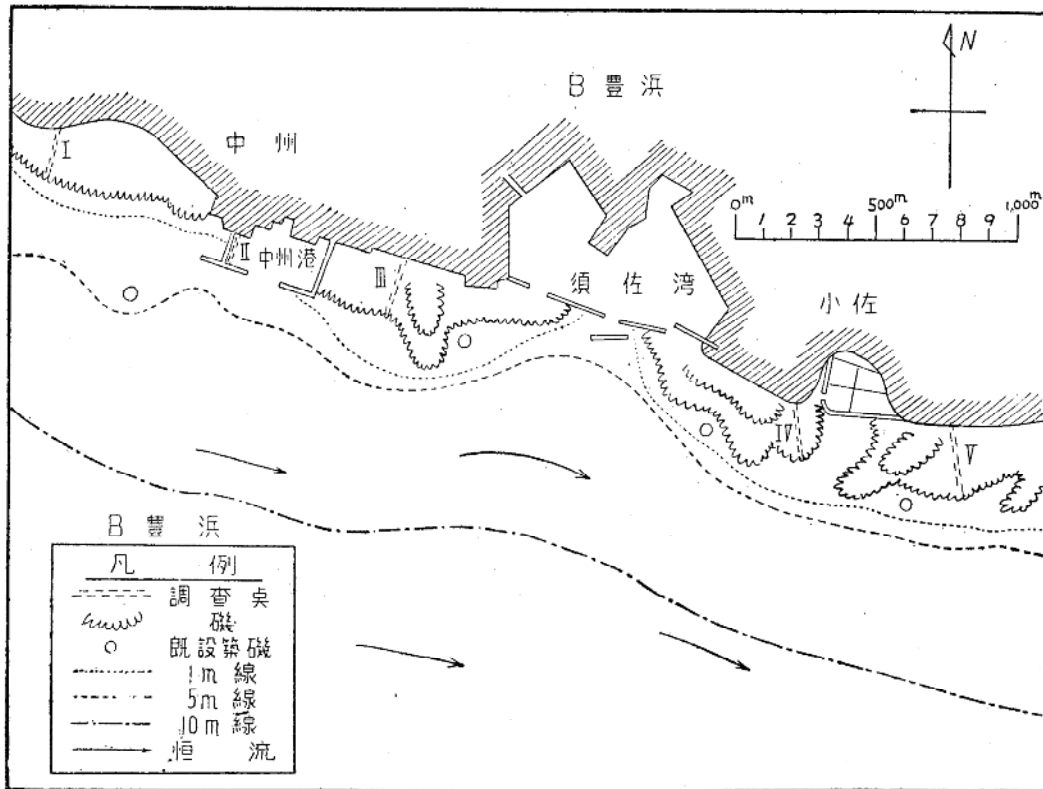 N
B 豊浜
中州
I
0m 1 2 3 4 500m 6 7 8 9 1,000m
II
中州港
III
須佐湾
小佐
IV
V
B 豊浜
凡 例
調査点
磯
既設築磯
1m 線
5m 線
10m 線
恒 流